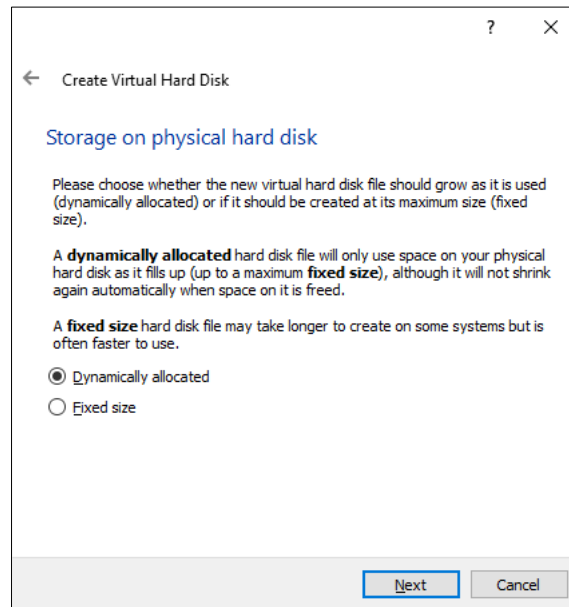 ?
Create Virtual Hard Disk
Storage on physical hard disk
Please choose whether the new virtual hard disk file should grow as it is used
(dynamically allocated) or if it should be created at its maximum size (fixed
size).
A dynamically allocated hard disk file will only use space on your physical
hard disk as it fills up (up to a maximum fixed size), although it will not shrink
again automatically when space on it is freed.
A fixed size hard disk file may take longer to create on some systems but is
often faster to use.
Dynamically allocated
Fixed size
Next Cancel